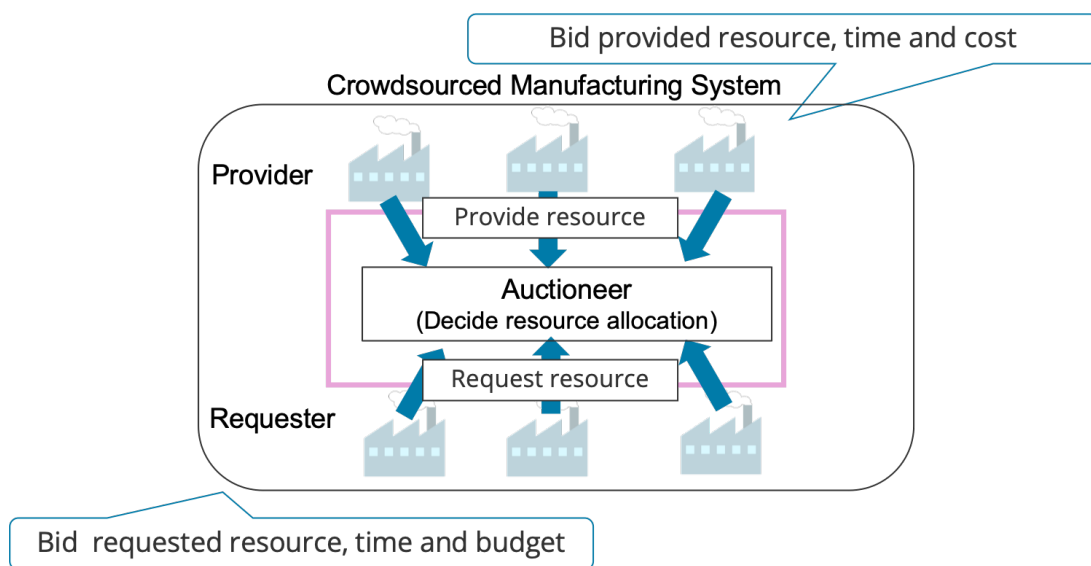 Bid provided resource, time and cost
Crowdsourced Manufacturing System
Provider
Provide resource
Auctioneer
(Decide resource allocation)
Request resource
Requester
Bid requested resource, time and budget